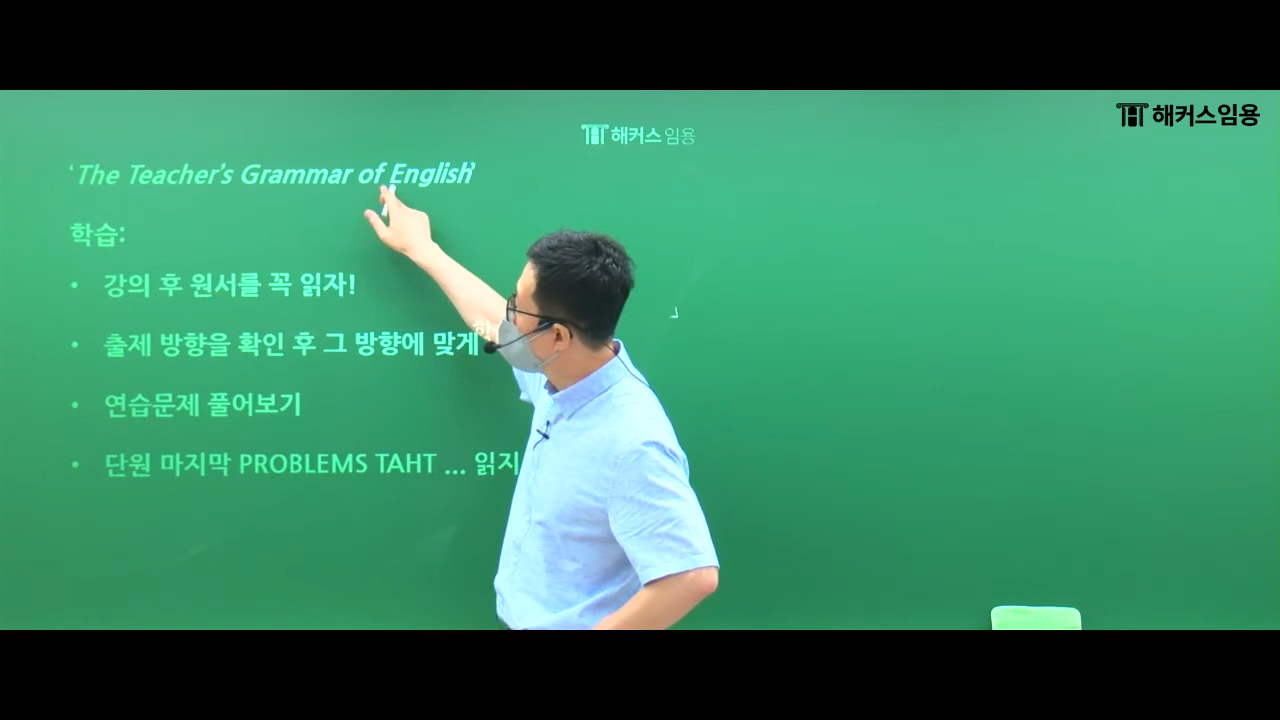 해커스임용
해커스임용
‘The Teacher’s Grammar of English’
학습:
• 강의 후 원서를 꼭 읽자!
• 출제 방향을 확인 후 그 방향에 맞게
• 연습문제 풀어보기
• 단원 마지막 PROBLEMS TAHT ... 읽지